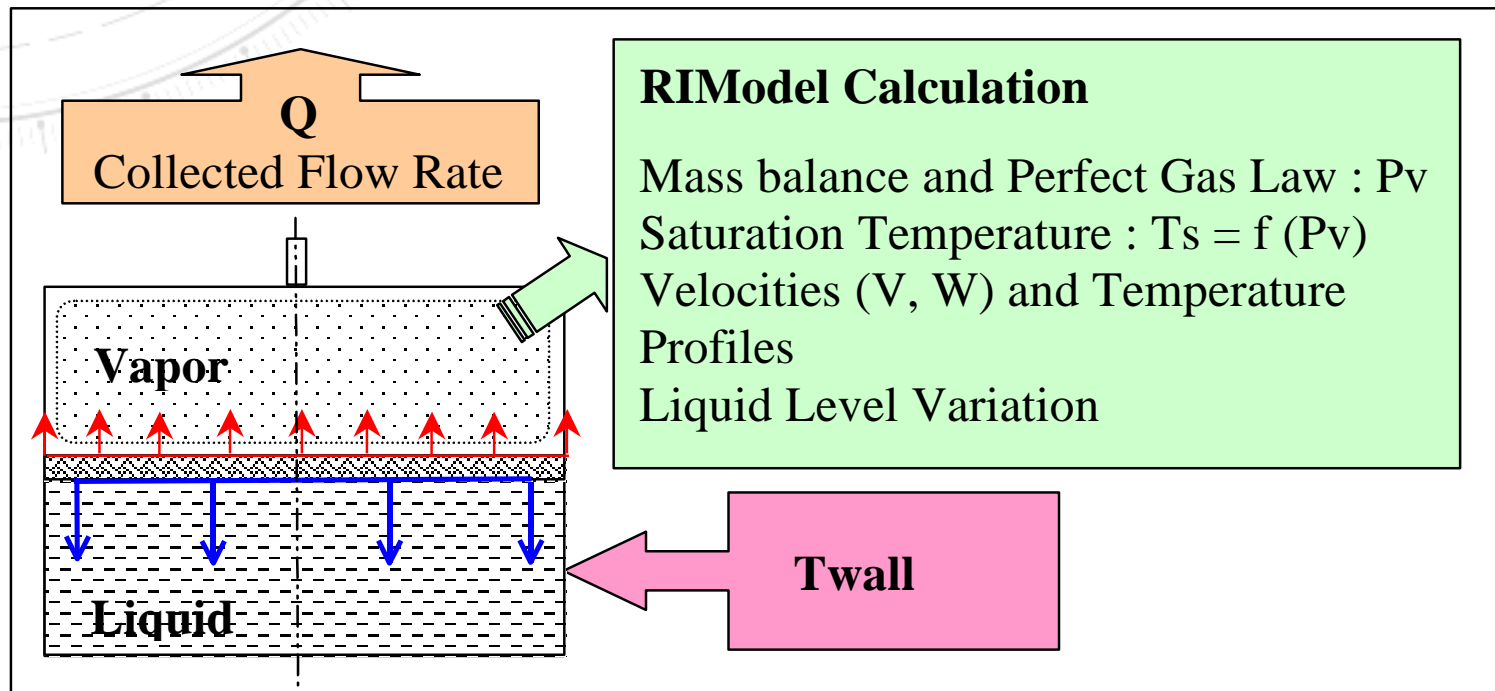 Q
Collected Flow Rate
RIModel Calculation
Mass balance and Perfect Gas Law : Pv
Saturation Temperature : Ts = f (Pv)
Velocities (V, W) and Temperature
Profiles
Liquid Level Variation
Vapor
Twall
Liquid